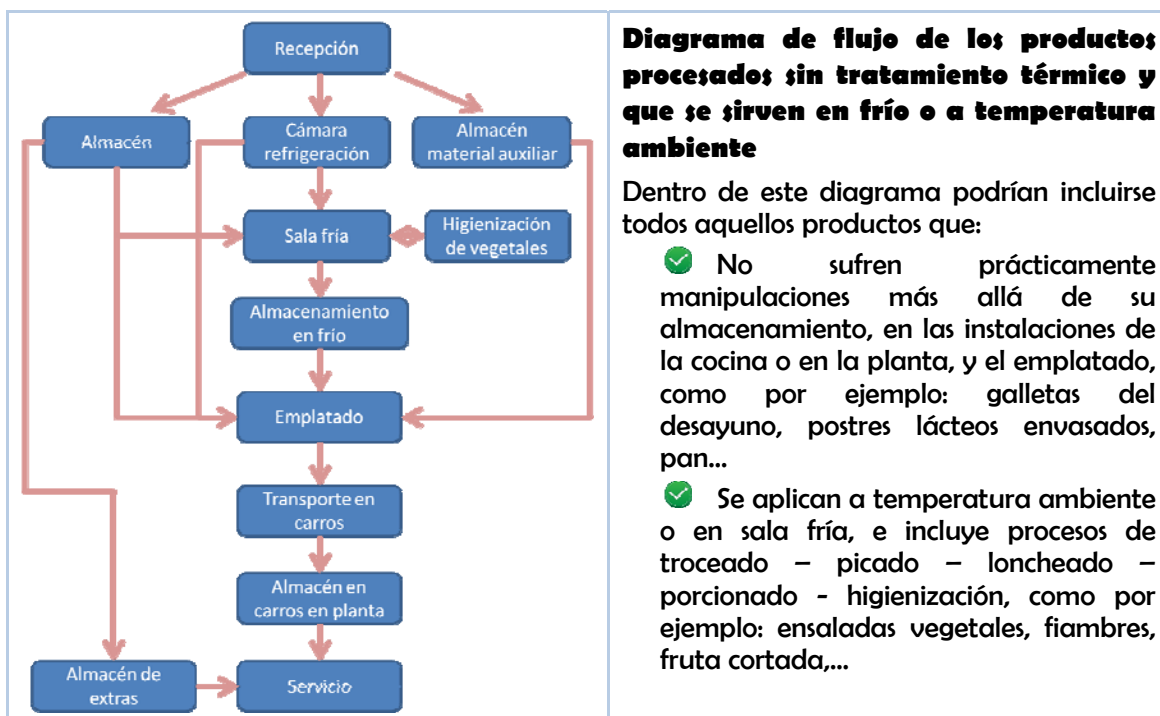 Recepción
Almacén
Cámara
refrigeración
Almacén
material auxiliar
Sala fría
Higienización
de vegetales
Almacenamiento
en frío
Emplatado
Transporte en
carros
Almacén en
carros en planta
Almacén de
extras
Servicio
Diagrama de flujo de los productos
procesados sin tratamiento térmico y
que se sirven en frío o a temperatura
ambiente
Dentro de este diagrama podrían incluirse
todos aquellos productos que:
No sufren prácticamente
manipulaciones más allá de su
almacenamiento, en las instalaciones de
la cocina o en la planta, y el emplatado,
como por ejemplo: galletas del
desayuno, postres lácteos envasados,
pan...
Se aplican a temperatura ambiente
o en sala fría, e incluye procesos de
troceado – picado – loncheado –
porcionado - higienización, como por
ejemplo: ensaladas vegetales, fiambres,
fruta cortada,...